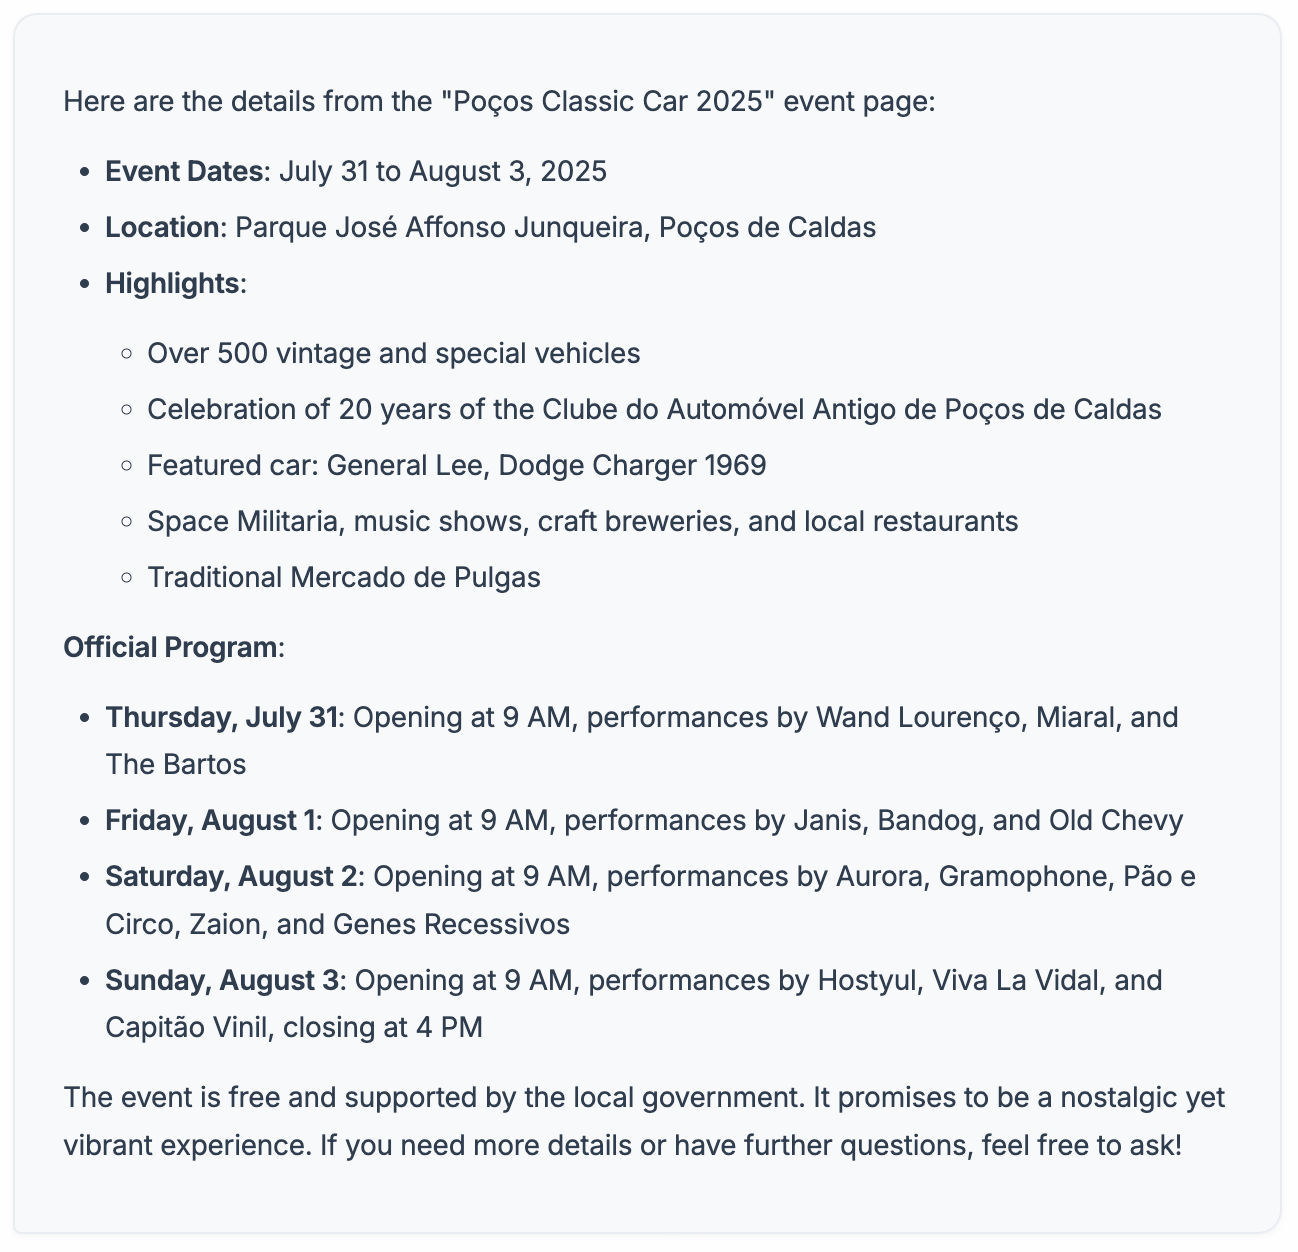 Here are the details from the "Poços Classic Car 2025" event page:
• Event Dates: July 31 to August 3, 2025
• Location: Parque José Affonso Junqueira, Poços de Caldas
• Highlights:
◦ Over 500 vintage and special vehicles
◦ Celebration of 20 years of the Clube do Automóvel Antigo de Poços de Caldas
◦ Featured car: General Lee, Dodge Charger 1969
◦ Space Militaria, music shows, craft breweries, and local restaurants
◦ Traditional Mercado de Pulgas
Official Program:
• Thursday, July 31: Opening at 9 AM, performances by Wand Lourenço, Miaral, and
The Bartos
• Friday, August 1: Opening at 9 AM, performances by Janis, Bandog, and Old Chevy
• Saturday, August 2: Opening at 9 AM, performances by Aurora, Gramophone, Pão e
Circo, Zaion, and Genes Recessivos
• Sunday, August 3: Opening at 9 AM, performances by Hostyul, Viva La Vidal, and
Capitão Vinil, closing at 4 PM
The event is free and supported by the local government. It promises to be a nostalgic yet
vibrant experience. If you need more details or have further questions, feel free to ask!